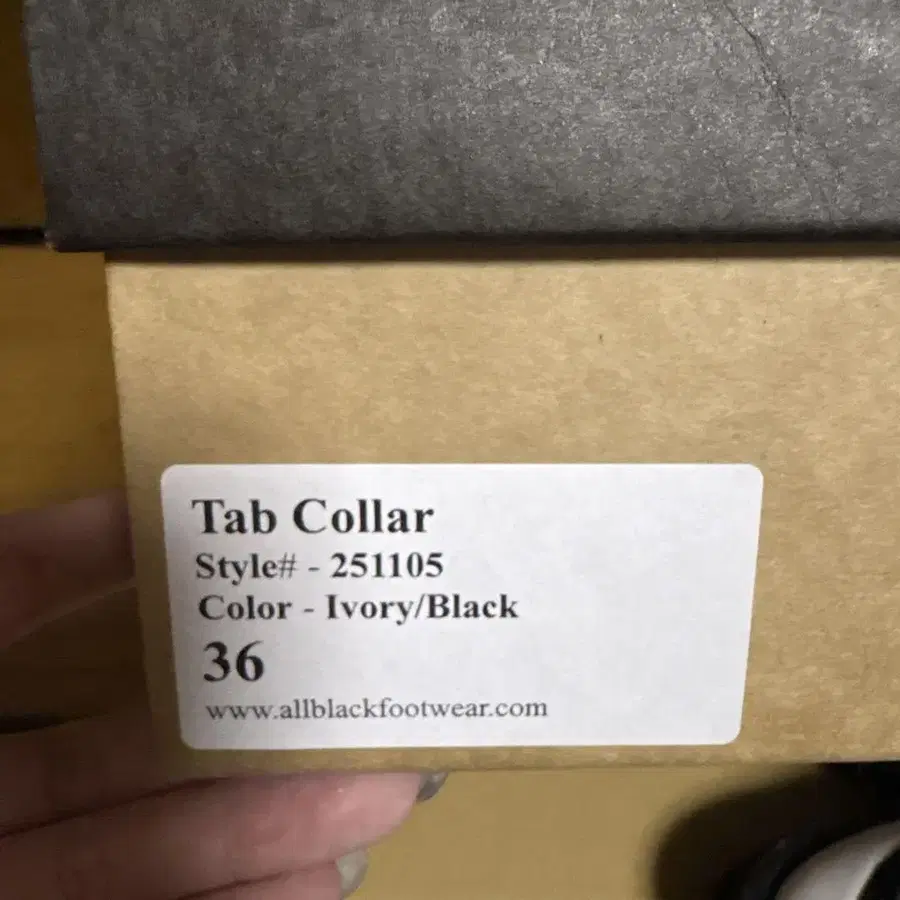 Tab Collar
Style# - 251105
Color - Ivory/Black
36
www.allblackfootwear.com